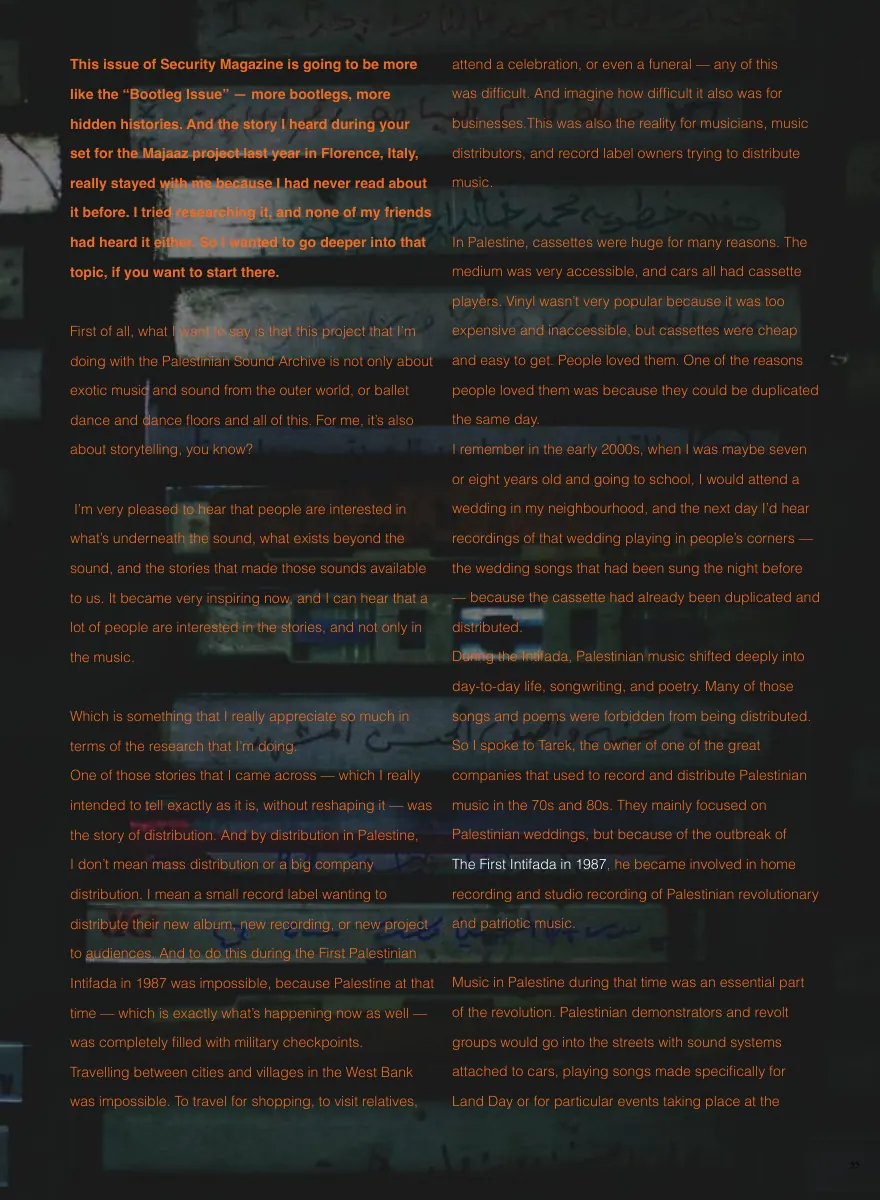 This issue of Security Magazine is going to be more
like the “Bootleg Issue” — more bootlegs, more
hidden histories. And the story I heard during your
set for the Majaaz project last year in Florence, Italy,
really stayed with me because I had never read about
it before. I tried researching it, and none of my friends
had heard it either. So I wanted to go deeper into that
topic, if you want to start there.
First of all, what I want to say is that this project that I’m
doing with the Palestinian Sound Archive is not only about
exotic music and sound from the outer world, or ballet
dance and dance floors and all of this. For me, it’s also
about storytelling, you know?
I’m very pleased to hear that people are interested in
what’s underneath the sound, what exists beyond the
sound, and the stories that made those sounds available
to us. It became very inspiring now, and I can hear that a
lot of people are interested in the stories, and not only in
the music.
Which is something that I really appreciate so much in
terms of the research that I’m doing.
One of those stories that I came across — which I really
intended to tell exactly as it is, without reshaping it — was
the story of distribution. And by distribution in Palestine,
I don’t mean mass distribution or a big company
distribution. I mean a small record label wanting to
distribute their new album, new recording, or new project
to audiences. And to do this during the First Palestinian
Intifada in 1987 was impossible, because Palestine at that
time — which is exactly what’s happening now as well —
was completely filled with military checkpoints.
Travelling between cities and villages in the West Bank
was impossible. To travel for shopping, to visit relatives,
attend a celebration, or even a funeral — any of this
was difficult. And imagine how difficult it also was for
businesses.This was also the reality for musicians, music
distributors, and record label owners trying to distribute
music.
In Palestine, cassettes were huge for many reasons. The
medium was very accessible, and cars all had cassette
players. Vinyl wasn’t very popular because it was too
expensive and inaccessible, but cassettes were cheap
and easy to get. People loved them. One of the reasons
people loved them was because they could be duplicated
the same day.
I remember in the early 2000s, when I was maybe seven
or eight years old and going to school, I would attend a
wedding in my neighbourhood, and the next day I’d hear
recordings of that wedding playing in people’s corners —
the wedding songs that had been sung the night before
— because the cassette had already been duplicated and
distributed.
During the Intifada, Palestinian music shifted deeply into
day-to-day life, songwriting, and poetry. Many of those
songs and poems were forbidden from being distributed.
So I spoke to Tarek, the owner of one of the great
companies that used to record and distribute Palestinian
music in the 70s and 80s. They mainly focused on
Palestinian weddings, but because of the outbreak of
The First Intifada in 1987, he became involved in home
recording and studio recording of Palestinian revolutionary
and patriotic music.
Music in Palestine during that time was an essential part
of the revolution. Palestinian demonstrators and revolt
groups would go into the streets with sound systems
attached to cars, playing songs made specifically for
Land Day or for particular events taking place at the